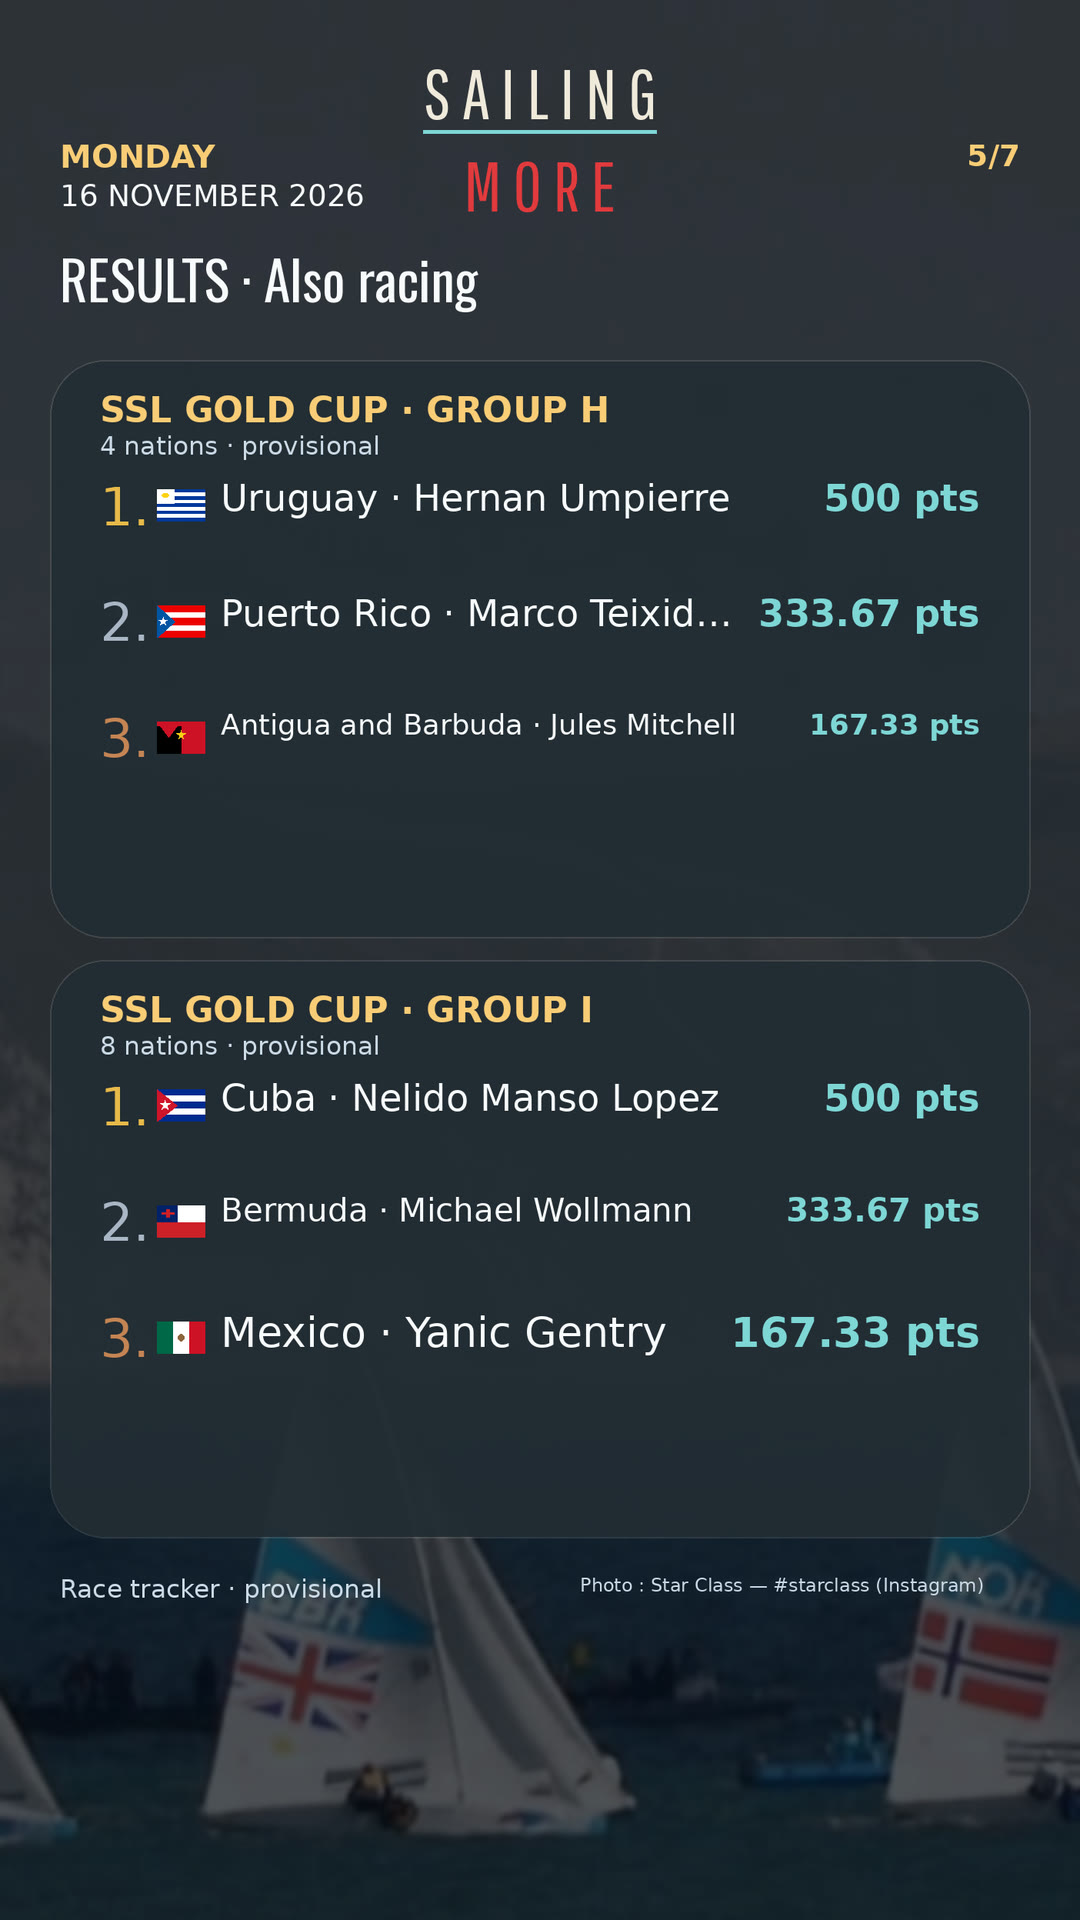 SAILING
MORE
MONDAY
16 NOVEMBER 2026
5/7
RESULTS · Also racing
SSL GOLD CUP · GROUP H
4 nations · provisional
1. Uruguay · Hernan Umpierre 500 pts
2. Puerto Rico · Marco Teixid... 333.67 pts
3. Antigua and Barbuda · Jules Mitchell 167.33 pts
SSL GOLD CUP · GROUP I
8 nations · provisional
1. Cuba · Nelido Manso Lopez 500 pts
2. Bermuda · Michael Wollmann 333.67 pts
3. Mexico · Yanic Gentry 167.33 pts
Race tracker · provisional
Photo : Star Class — #starclass (Instagram)
GBR
NOR